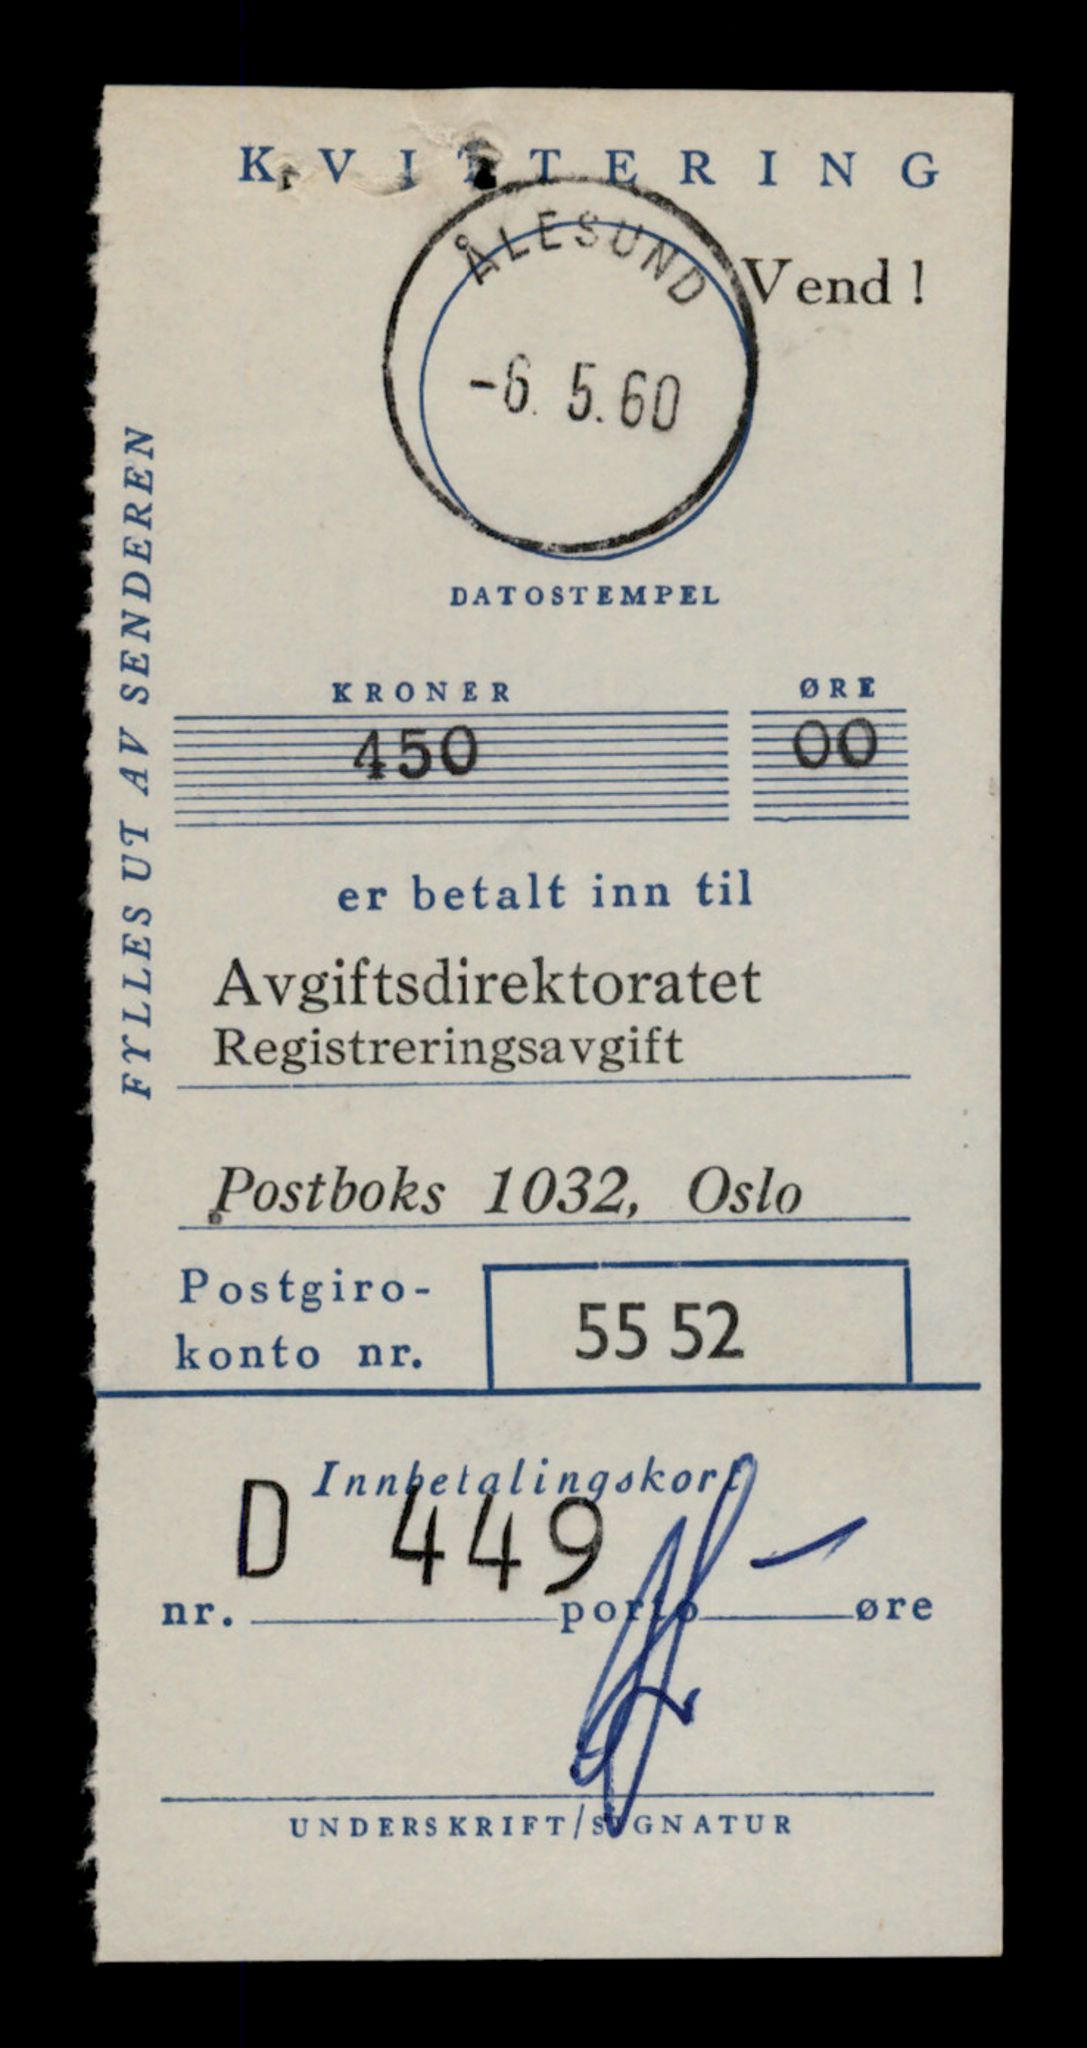 KVITTERING
ÅLESUND
Vend !
-6. 5. 60
DATOSTEMPEL
FYLLES UT AV SENDEREN
KRONER ØRE
450 00
er betalt inn til
Avgiftsdirektoratet
Registreringsavgift
Postboks 1032, Oslo
Postgiro-
konto nr. 55 52
Innbetalingskort
D 449
nr. porto øre
UNDERSKRIFT/SIGNATUR